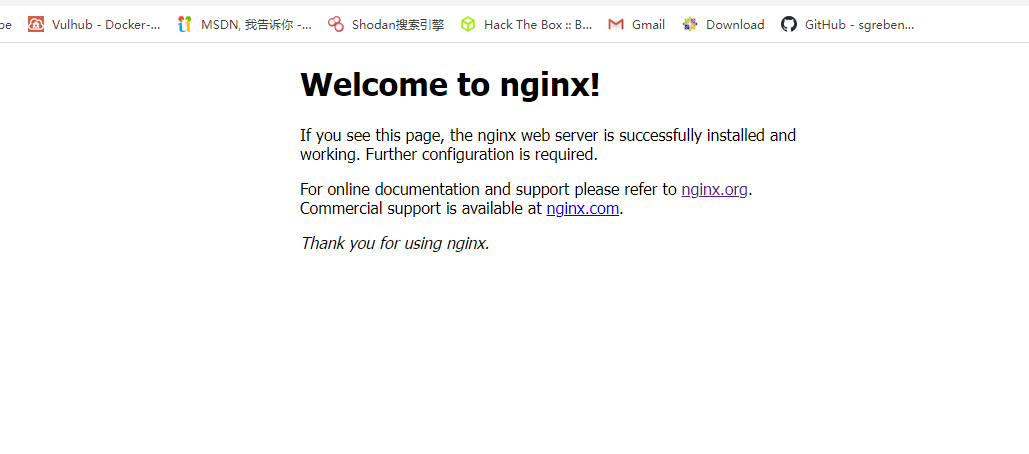 be Vulhub - Docker-... MSDN, 我告诉你 -... Shodan搜索引擎 Hack The Box :: B... Gmail Download GitHub - sgreben...
Welcome to nginx!
If you see this page, the nginx web server is successfully installed and
working. Further configuration is required.
For online documentation and support please refer to nginx.org.
Commercial support is available at nginx.com.
Thank you for using nginx.